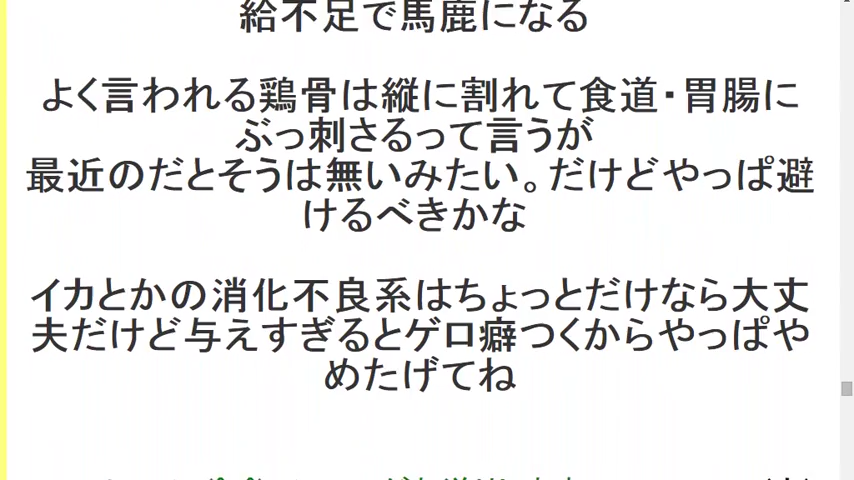 給不足で馬鹿になる
よく言われる鶏骨は縦に割れて食道・胃腸に
ぶっ刺さるって言うが
最近のだとそうは無いみたい。だけどやっぱ避
けるべきかな
イカとかの消化不良系はちょっとだけなら大丈
夫だけど与えすぎるとゲロ癖つくからやっぱや
めたげてね